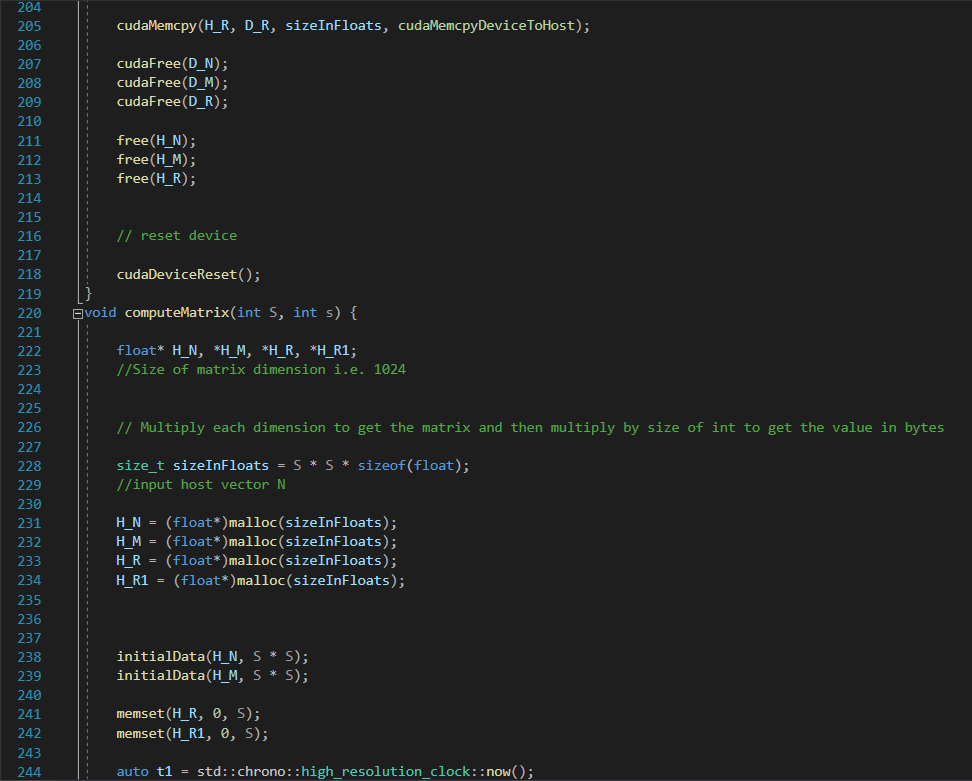 204
205 cudaMemcpy(H_R, D_R, sizeInFloats, cudaMemcpyDeviceToHost);
206
207 cudaFree(D_N);
208 cudaFree(D_M);
209 cudaFree(D_R);
210
211 free(H_N);
212 free(H_M);
213 free(H_R);
214
215
216 // reset device
217
218 cudaDeviceReset();
219 }
220 void computeMatrix(int S, int s) {
221
222 float* H_N, *H_M, *H_R, *H_R1;
223 //Size of matrix dimension i.e. 1024
224
225
226 // Multiply each dimension to get the matrix and then multiply by size of int to get the value in bytes
227
228 size_t sizeInFloats = S * S * sizeof(float);
229 //input host vector N
230
231 H_N = (float*)malloc(sizeInFloats);
232 H_M = (float*)malloc(sizeInFloats);
233 H_R = (float*)malloc(sizeInFloats);
234 H_R1 = (float*)malloc(sizeInFloats);
235
236
237
238 initialData(H_N, S * S);
239 initialData(H_M, S * S);
240
241 memset(H_R, 0, S);
242 memset(H_R1, 0, S);
243
244 auto t1 = std::chrono::high_resolution_clock::now();